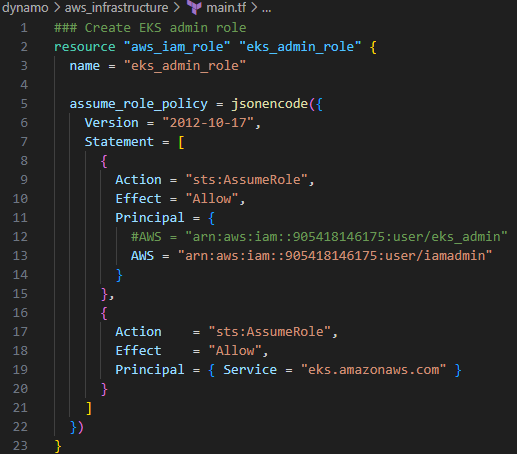 dynamo > aws_infrastructure > main.tf > ...
1 ### Create EKS admin role
2 resource "aws_iam_role" "eks_admin_role" {
3 name = "eks_admin_role"
4
5 assume_role_policy = jsonencode({
6 Version = "2012-10-17",
7 Statement = [
8 {
9 Action = "sts:AssumeRole",
10 Effect = "Allow",
11 Principal = {
12 #AWS = "arn:aws:iam::905418146175:user/eks_admin"
13 AWS = "arn:aws:iam::905418146175:user/iamadmin"
14 }
15 },
16 {
17 Action    = "sts:AssumeRole",
18 Effect    = "Allow",
19 Principal = { Service = "eks.amazonaws.com" }
20 }
21 ]
22 })
23 }